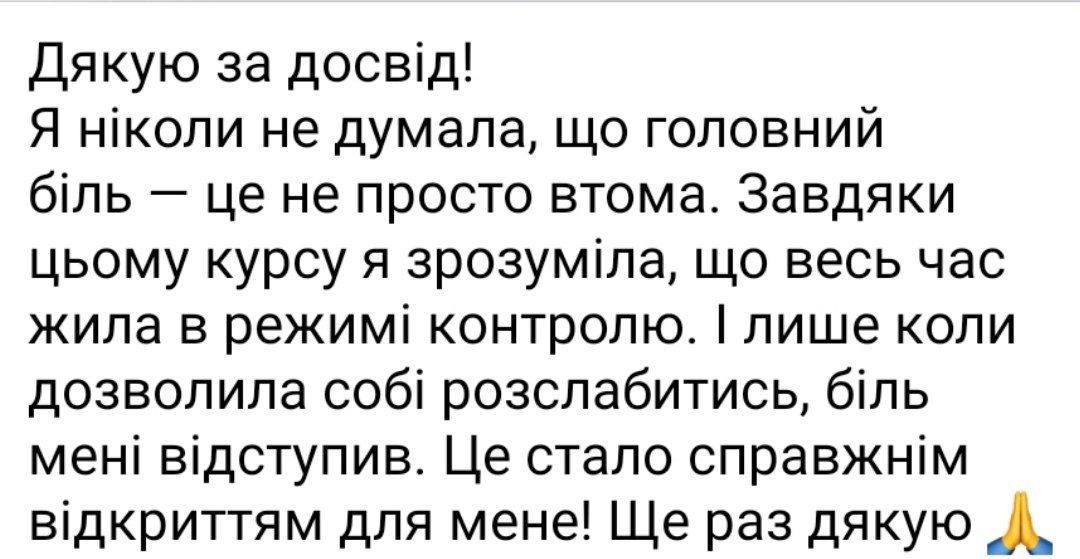 Дякую за досвід!
Я ніколи не думала, що головний
біль — це не просто втома. Завдяки
цьому курсу я зрозуміла, що весь час
жила в режимі контролю. І лише коли
дозволила собі розслабитись, біль
мені відступив. Це стало справжнім
відкриттям для мене! Ще раз дякую 🙏